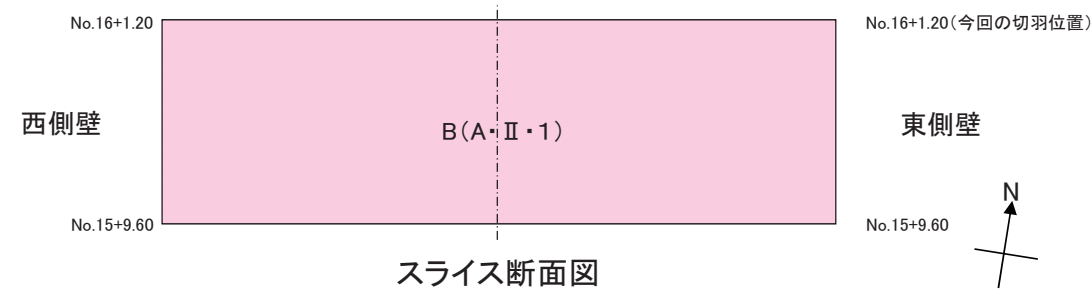 No.16+1.20
No.16+1.20(今回の切羽位置)
西側壁
B(A・Ⅱ・1)
東側壁
N
No.15+9.60
No.15+9.60
スライス断面図